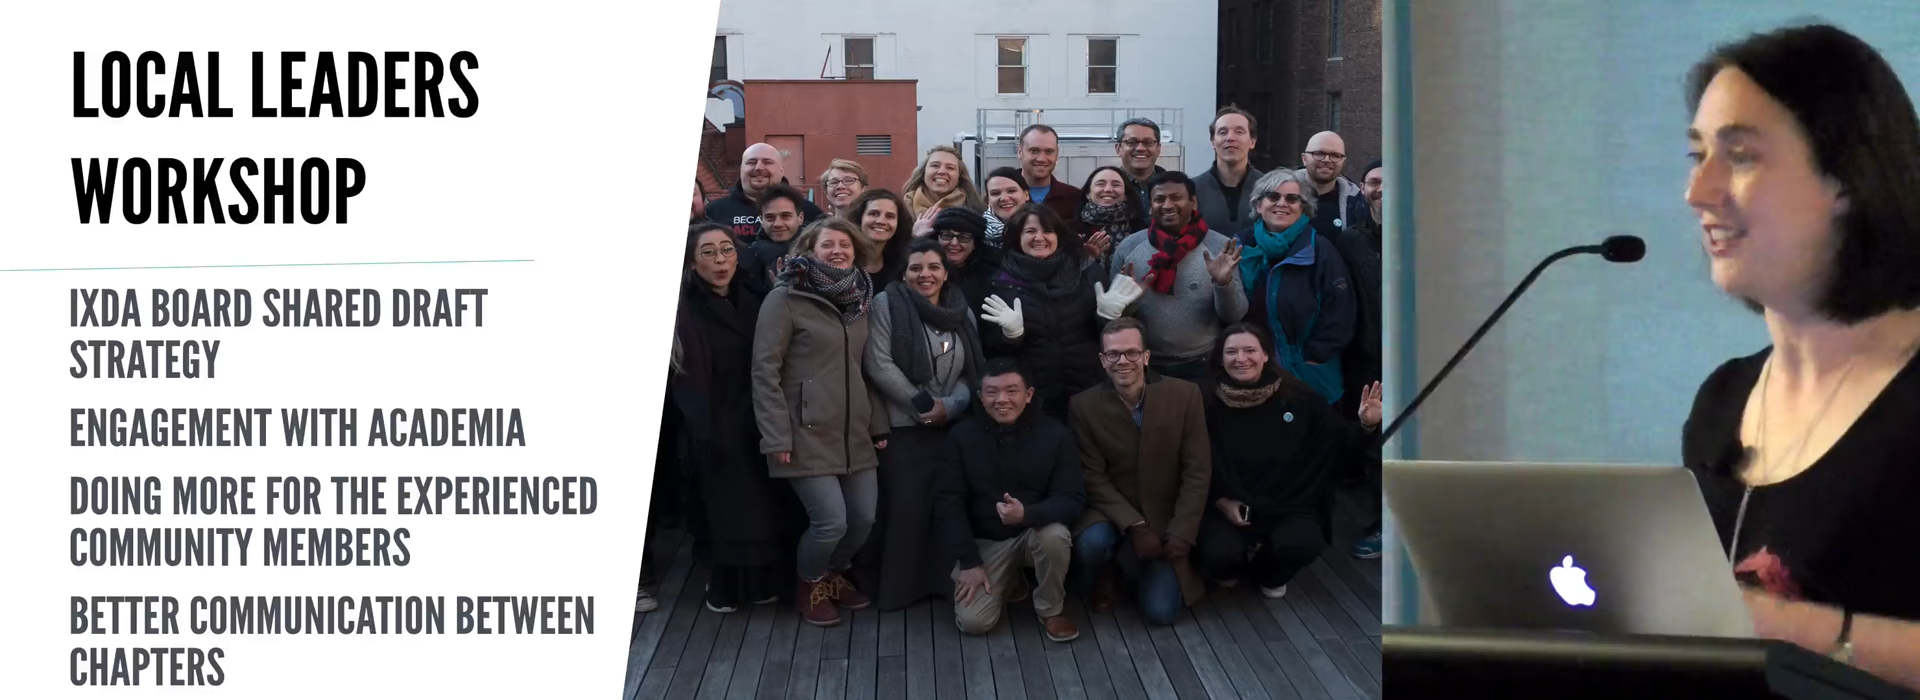 LOCAL LEADERS
WORKSHOP
IXDA BOARD SHARED DRAFT
STRATEGY
ENGAGEMENT WITH ACADEMIA
DOING MORE FOR THE EXPERIENCED
COMMUNITY MEMBERS
BETTER COMMUNICATION BETWEEN
CHAPTERS